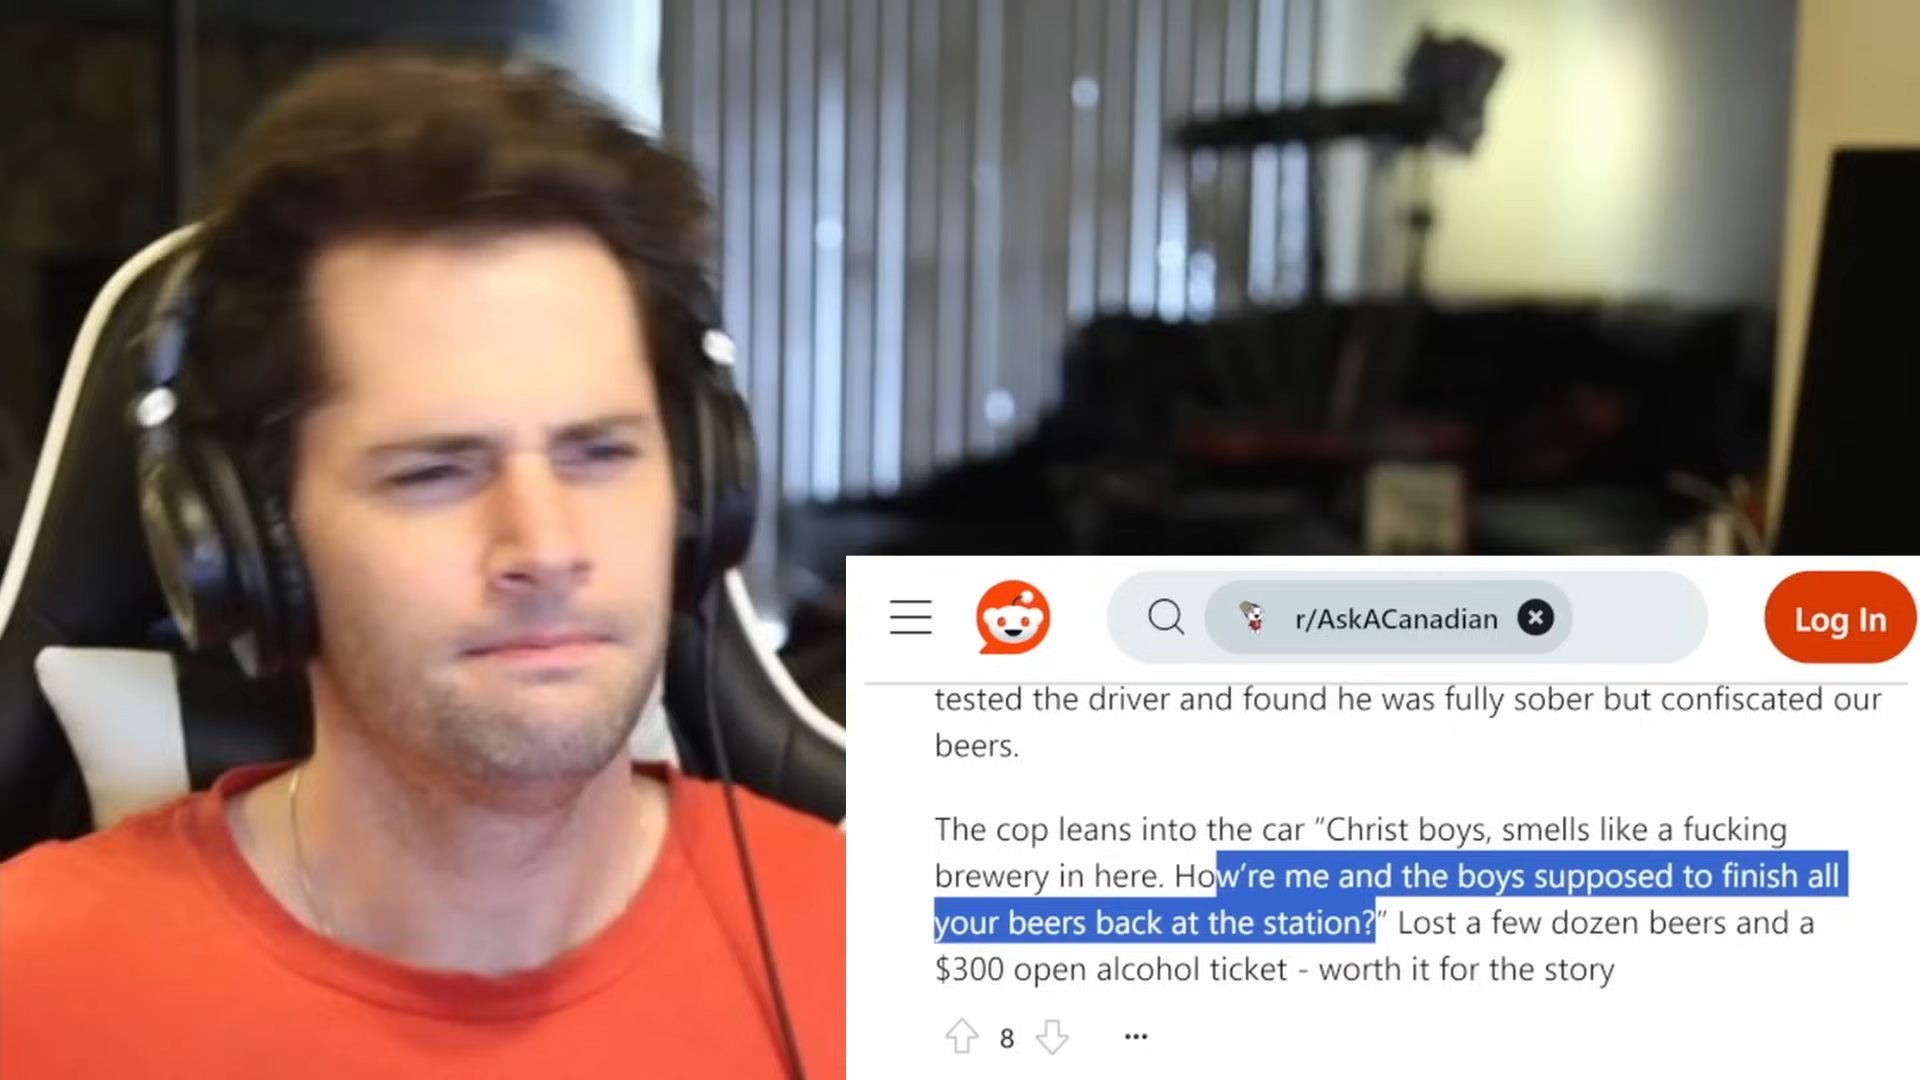 r/AskACanadian
Log In
tested the driver and found he was fully sober but confiscated our
beers.
The cop leans into the car "Christ boys, smells like a fucking
brewery in here. How're me and the boys supposed to finish all
your beers back at the station?" Lost a few dozen beers and a
$300 open alcohol ticket - worth it for the story
8